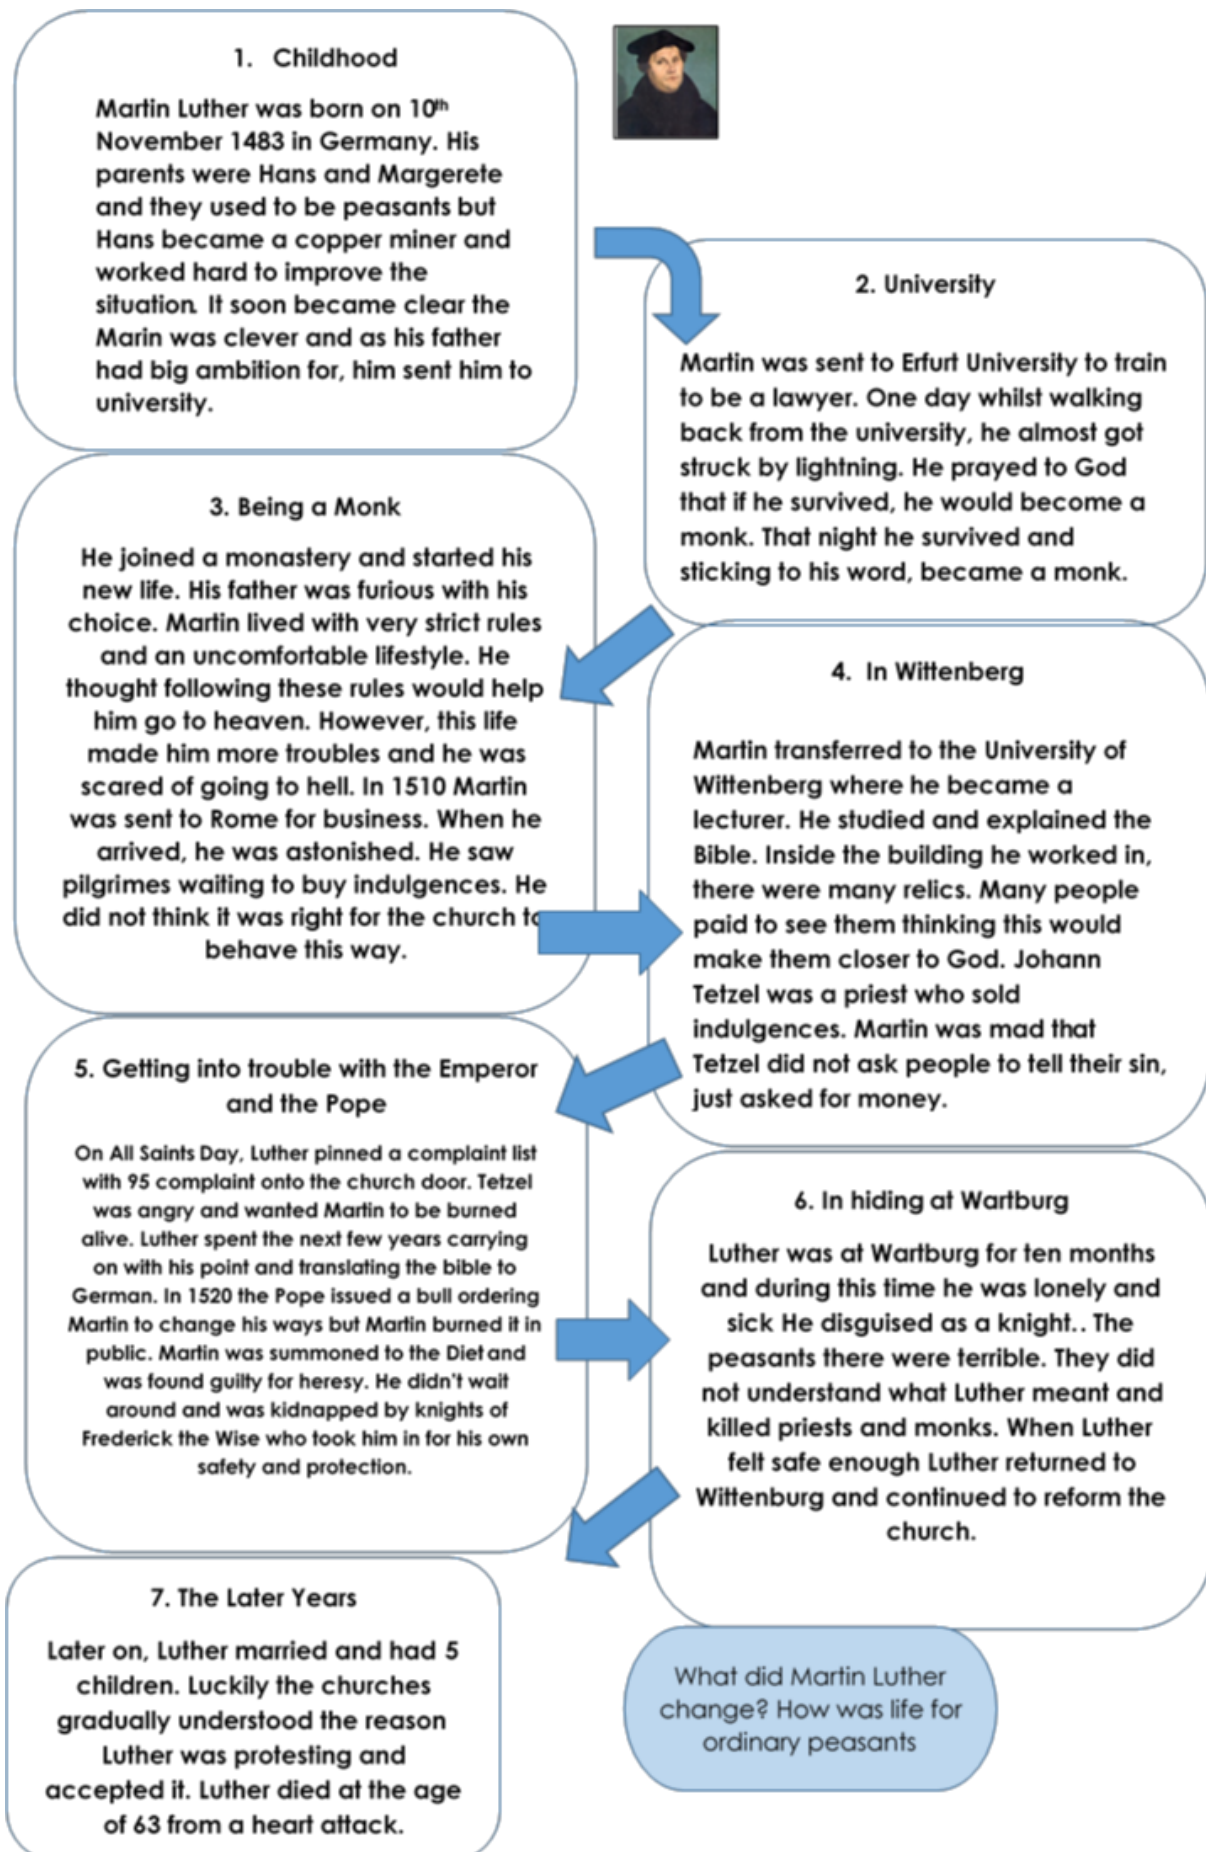 1. Childhood
Martin Luther was born on 10th
November 1483 in Germany. His
parents were Hans and Margerete
and they used to be peasants but
Hans became a copper miner and
worked hard to improve the
situation. It soon became clear the
Marin was clever and as his father
had big ambition for, him sent him to
university.
2. University
Martin was sent to Erfurt University to train
to be a lawyer. One day whilst walking
back from the university, he almost got
struck by lightning. He prayed to God
that if he survived, he would become a
monk. That night he survived and
sticking to his word, became a monk.
3. Being a Monk
He joined a monastery and started his
new life. His father was furious with his
choice. Martin lived with very strict rules
and an uncomfortable lifestyle. He
thought following these rules would help
him go to heaven. However, this life
made him more troubles and he was
scared of going to hell. In 1510 Martin
was sent to Rome for business. When he
arrived, he was astonished. He saw
pilgrimes waiting to buy indulgences. He
did not think it was right for the church to
behave this way.
4. In Wittenberg
Martin transferred to the University of
Wittenberg where he became a
lecturer. He studied and explained the
Bible. Inside the building he worked in,
there were many relics. Many people
paid to see them thinking this would
make them closer to God. Johann
Tetzel was a priest who sold
indulgences. Martin was mad that
Tetzel did not ask people to tell their sin,
just asked for money.
5. Getting into trouble with the Emperor
and the Pope
On All Saints Day, Luther pinned a complaint list
with 95 complaint onto the church door. Tetzel
was angry and wanted Martin to be burned
alive. Luther spent the next few years carrying
on with his point and translating the bible to
German. In 1520 the Pope issued a bull ordering
Martin to change his ways but Martin burned it in
public. Martin was summoned to the Diet and
was found guilty for heresy. He didn't wait
around and was kidnapped by knights of
Frederick the Wise who took him in for his own
safety and protection.
6. In hiding at Wartburg
Luther was at Wartburg for ten months
and during this time he was lonely and
sick He disguised as a knight.. The
peasants there were terrible. They did
not understand what Luther meant and
killed priests and monks. When Luther
felt safe enough Luther returned to
Wittenburg and continued to reform the
church.
7. The Later Years
Later on, Luther married and had 5
children. Luckily the churches
gradually understood the reason
Luther was protesting and
accepted it. Luther died at the age
of 63 from a heart attack.
What did Martin Luther
change? How was life for
ordinary peasants